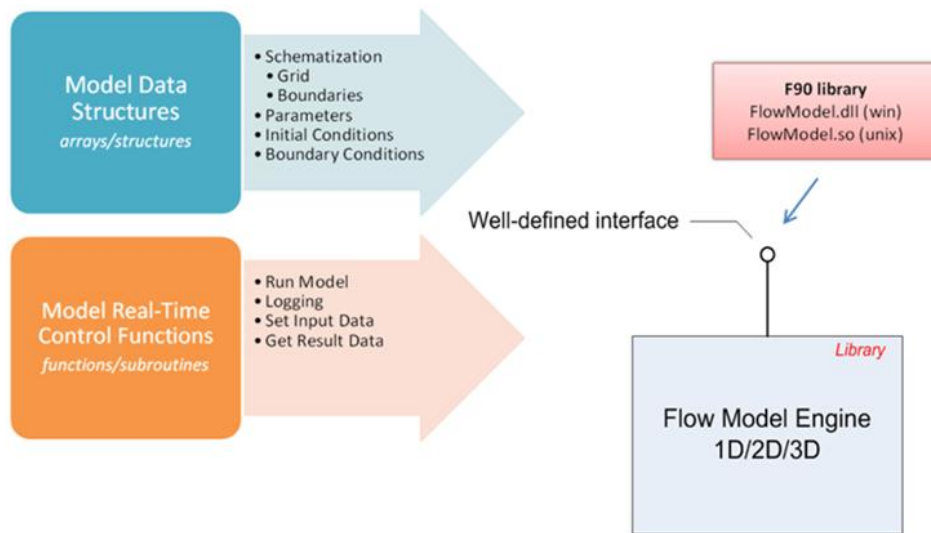 Model Data
Structures
arrays/structures
• Schematization
• Grid
• Boundaries
• Parameters
• Initial Conditions
• Boundary Conditions
Model Real-Time
Control Functions
functions/subroutines
• Run Model
• Logging
• Set Input Data
• Get Result Data
F90 library
FlowModel.dll (win)
FlowModel.so (unix)
Well-defined interface
Library
Flow Model Engine
1D/2D/3D